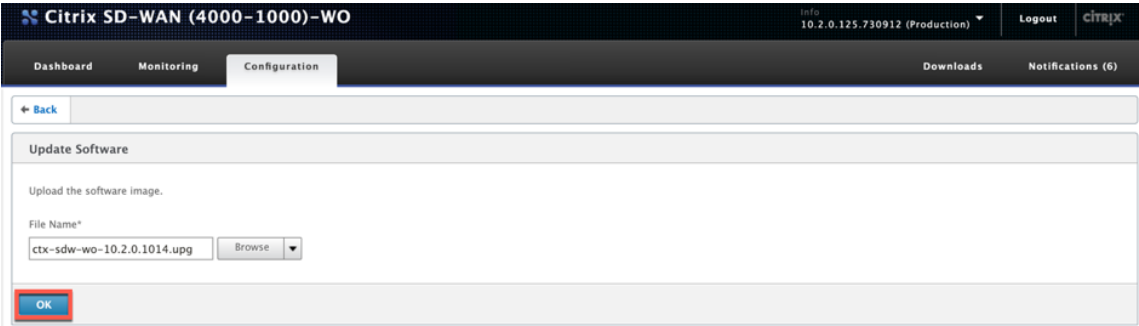 Citrix SD-WAN (4000-1000)-WO
Info
10.2.0.125.730912 (Production)
Logout
CİTRIX
Dashboard
Monitoring
Configuration
Downloads
Notifications (6)
Back
Update Software
Upload the software image.
File Name*
ctx-sdw-wo-10.2.0.1014.upg
Browse
OK